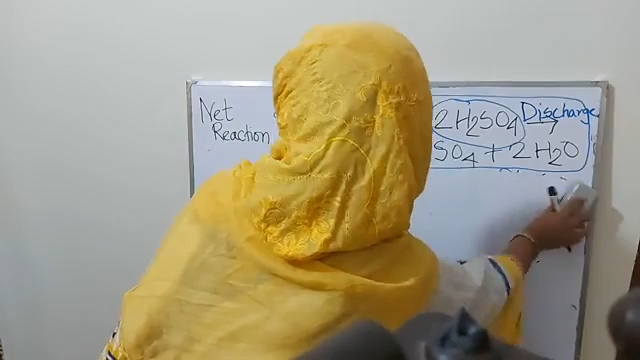 Net 2H₂SO₄ Discharge →
Reaction SO₄ + 2H₂O